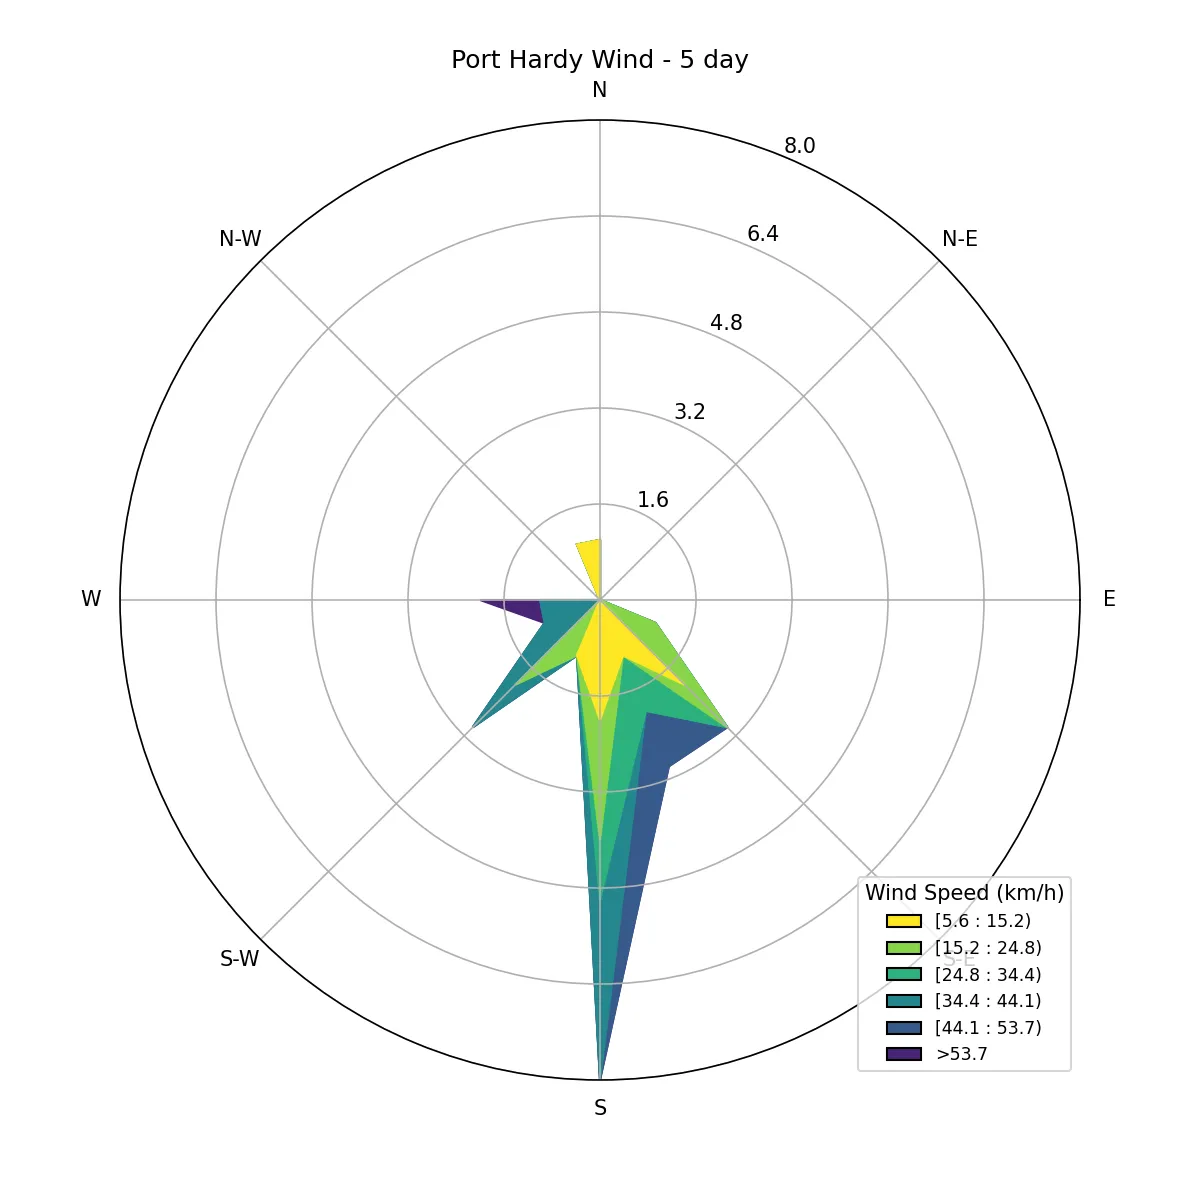 Port Hardy Wind - 5 day
N
8.0
6.4
N-W
N-E
4.8
3.2
1.6
W
E
S-W
S-E
Wind Speed (km/h)
[5.6 : 15.2)
[15.2 : 24.8)
[24.8 : 34.4)
[34.4 : 44.1)
[44.1 : 53.7)
>53.7
S